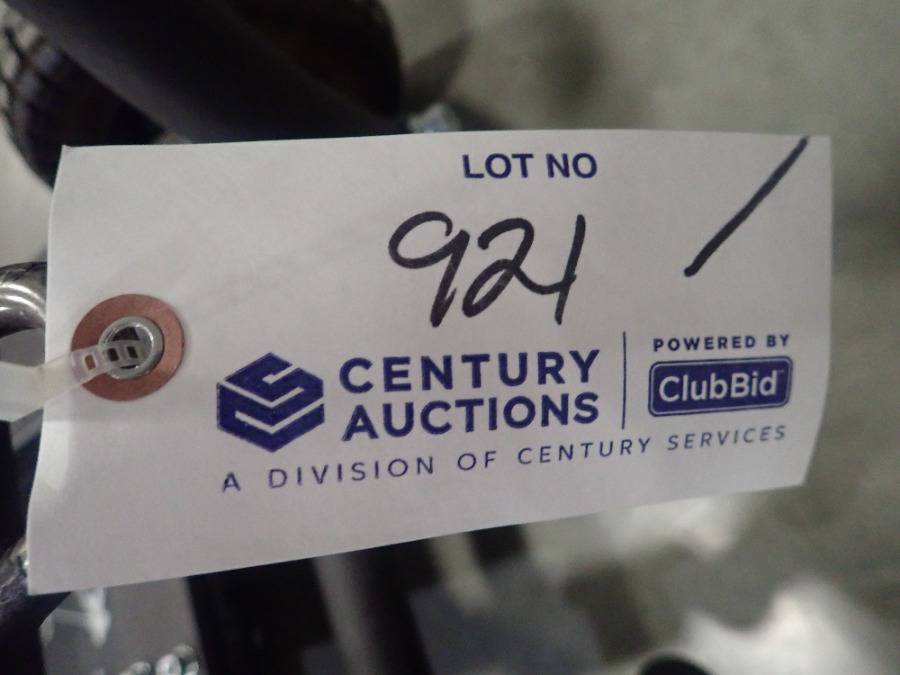 LOT NO
921 /
CENTURY
AUCTIONS
POWERED BY
ClubBid
A DIVISION OF CENTURY SERVICES